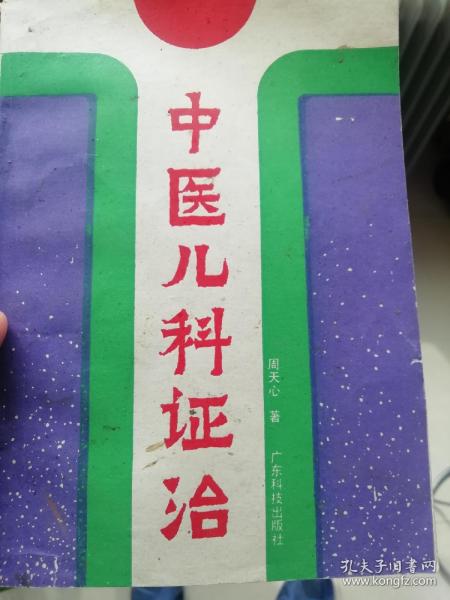 中医儿科证治
周天心 著
广东科技出版社
孔夫子旧书网
www.kongfz.com